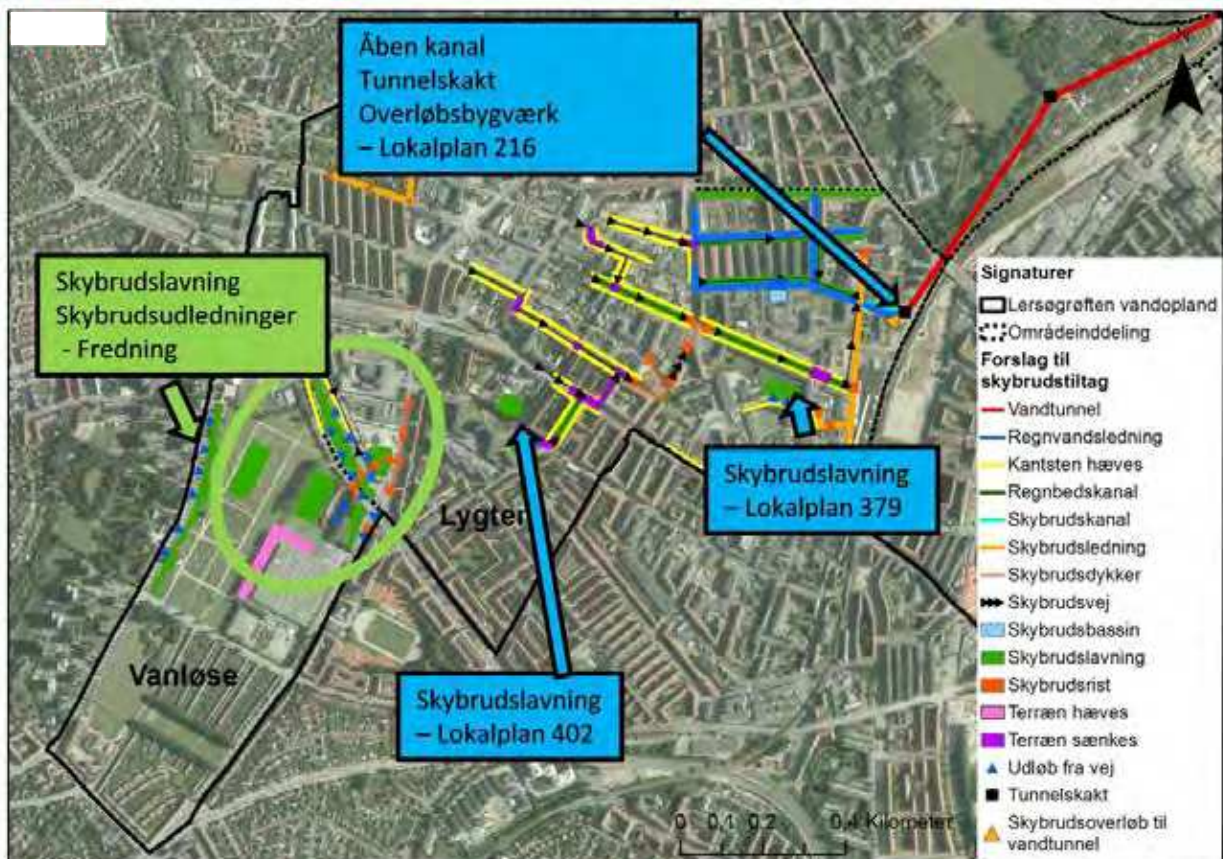 Åben kanal
Tunnelskakt
Overløbsbygværk
– Lokalplan 216
Skybrudslavning
Skybrudsudledninger
- Fredning
Skybrudslavning
– Lokalplan 379
Lygten
Vanløse
Skybrudslavning
– Lokalplan 402
0 0,1 0,2 0,4 Kilometer
Signaturer
Lersøgrøften vandopland
Områdeinddeling
Forslag til
skybrudstiltag
Vandtunnel
Regnvandsledning
Kantsten hæves
Regnbedskanal
Skybrudskanal
Skybrudsledning
Skybrudsdykker
Skybrudsvej
Skybrudsbassin
Skybrudslavning
Skybrudsrist
Terræn hæves
Terræn sænkes
Udløb fra vej
Tunnelskakt
Skybrudsoverløb til
vandtunnel